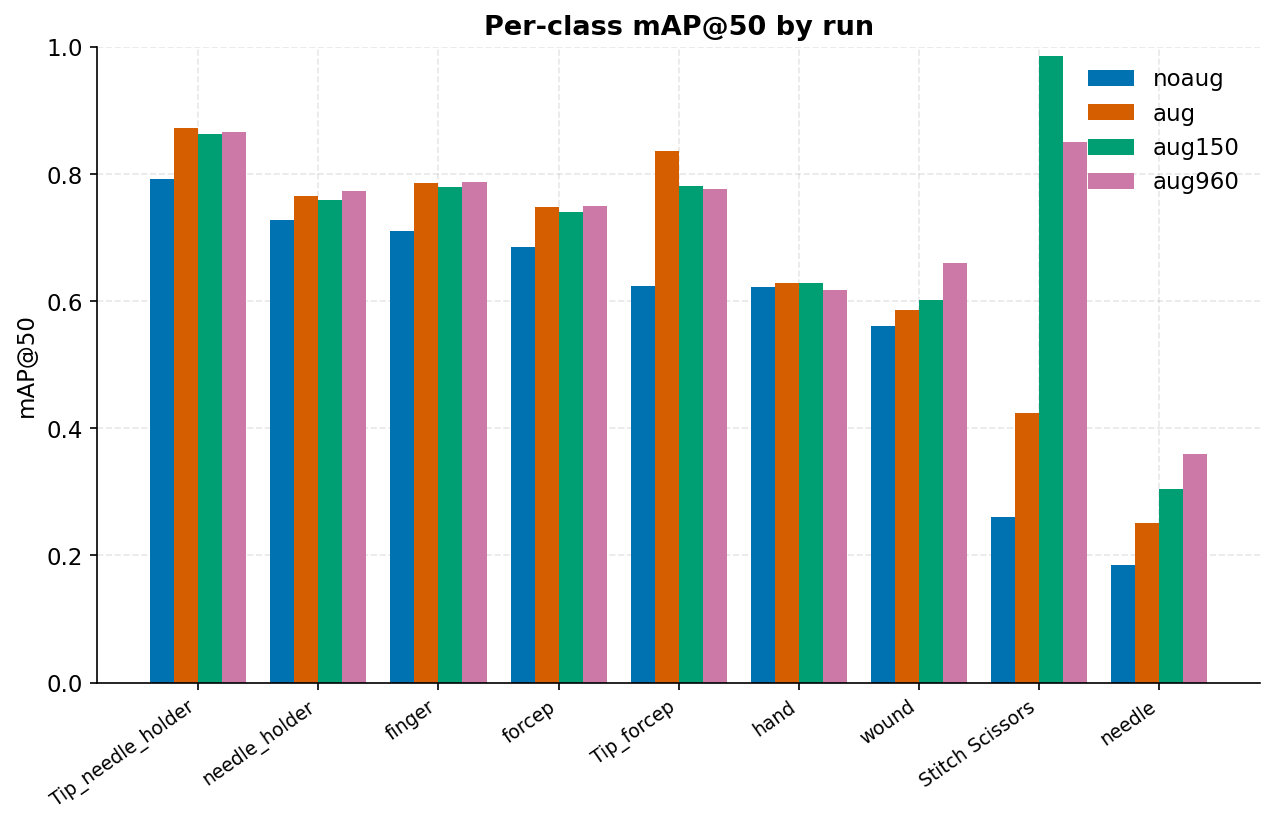 Per-class mAP@50 by run
noaug
aug
aug150
aug960
mAP@50
1.0
0.8
0.6
0.4
0.2
0.0
Tip_needle_holder
needle_holder
finger
forcep
Tip_forcep
hand
wound
Stitch Scissors
needle